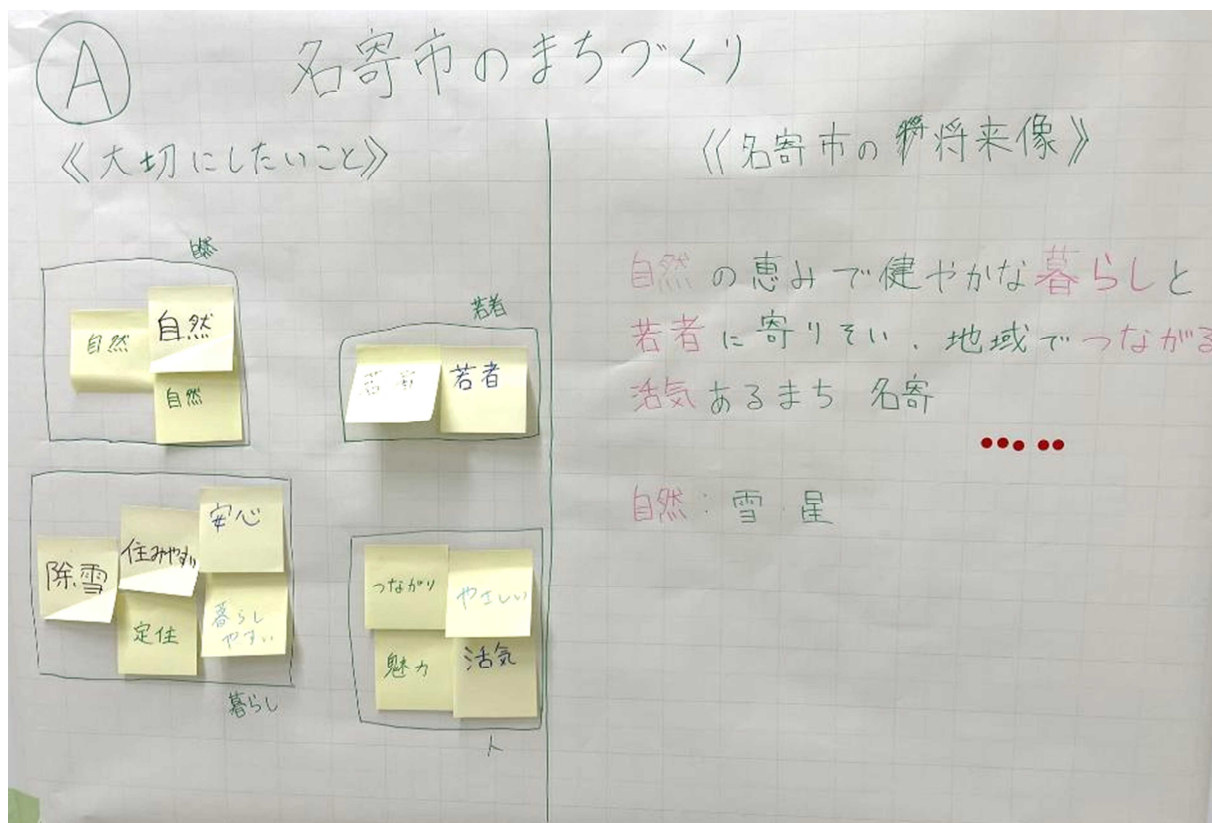 A
名寄市のまちづくり
《大切にしたいこと》
自然
自然
自然
自然
若者
若者
若者
除雪
住みやすい
安心
定住
暮らし
やすい
暮らし
つながり
やさしい
魅力
活気
人
《名寄市の将来像》
自然の恵みで健やかな暮らしと
若者に寄りそい、地域でつながる
活気あるまち 名寄
自然:雪 星